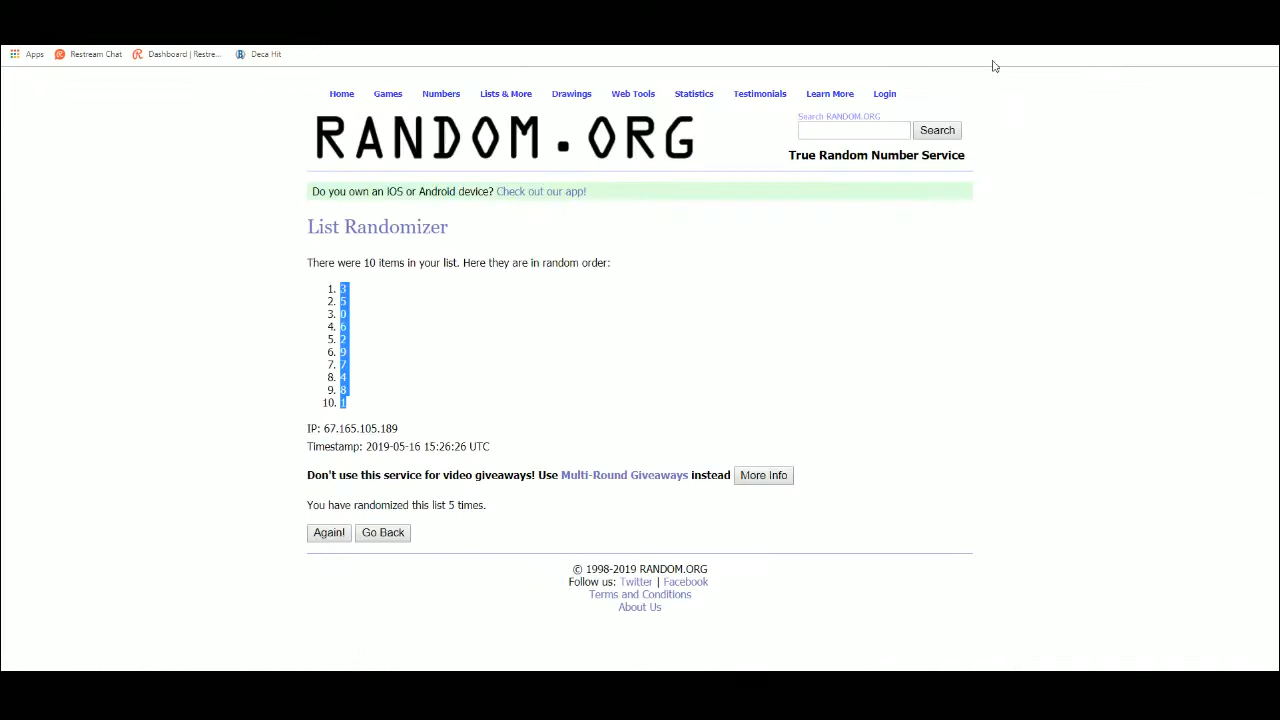 Apps Restream Chat Dashboard | Restre... Deca Hit
Home Games Numbers Lists & More Drawings Web Tools Statistics Testimonials Learn More Login
Search RANDOM.ORG
RANDOM.ORG
Search
True Random Number Service
Do you own an iOS or Android device? Check out our app!
List Randomizer
There were 10 items in your list. Here they are in random order:
1. 3
2. 5
3. 0
4. 6
5. 2
6. 9
7. 7
8. 4
9. 8
10. 1
IP: 67.165.105.189
Timestamp: 2019-05-16 15:26:26 UTC
Don't use this service for video giveaways! Use Multi-Round Giveaways instead More Info
You have randomized this list 5 times.
Again! Go Back
© 1998-2019 RANDOM.ORG
Follow us: Twitter | Facebook
Terms and Conditions
About Us